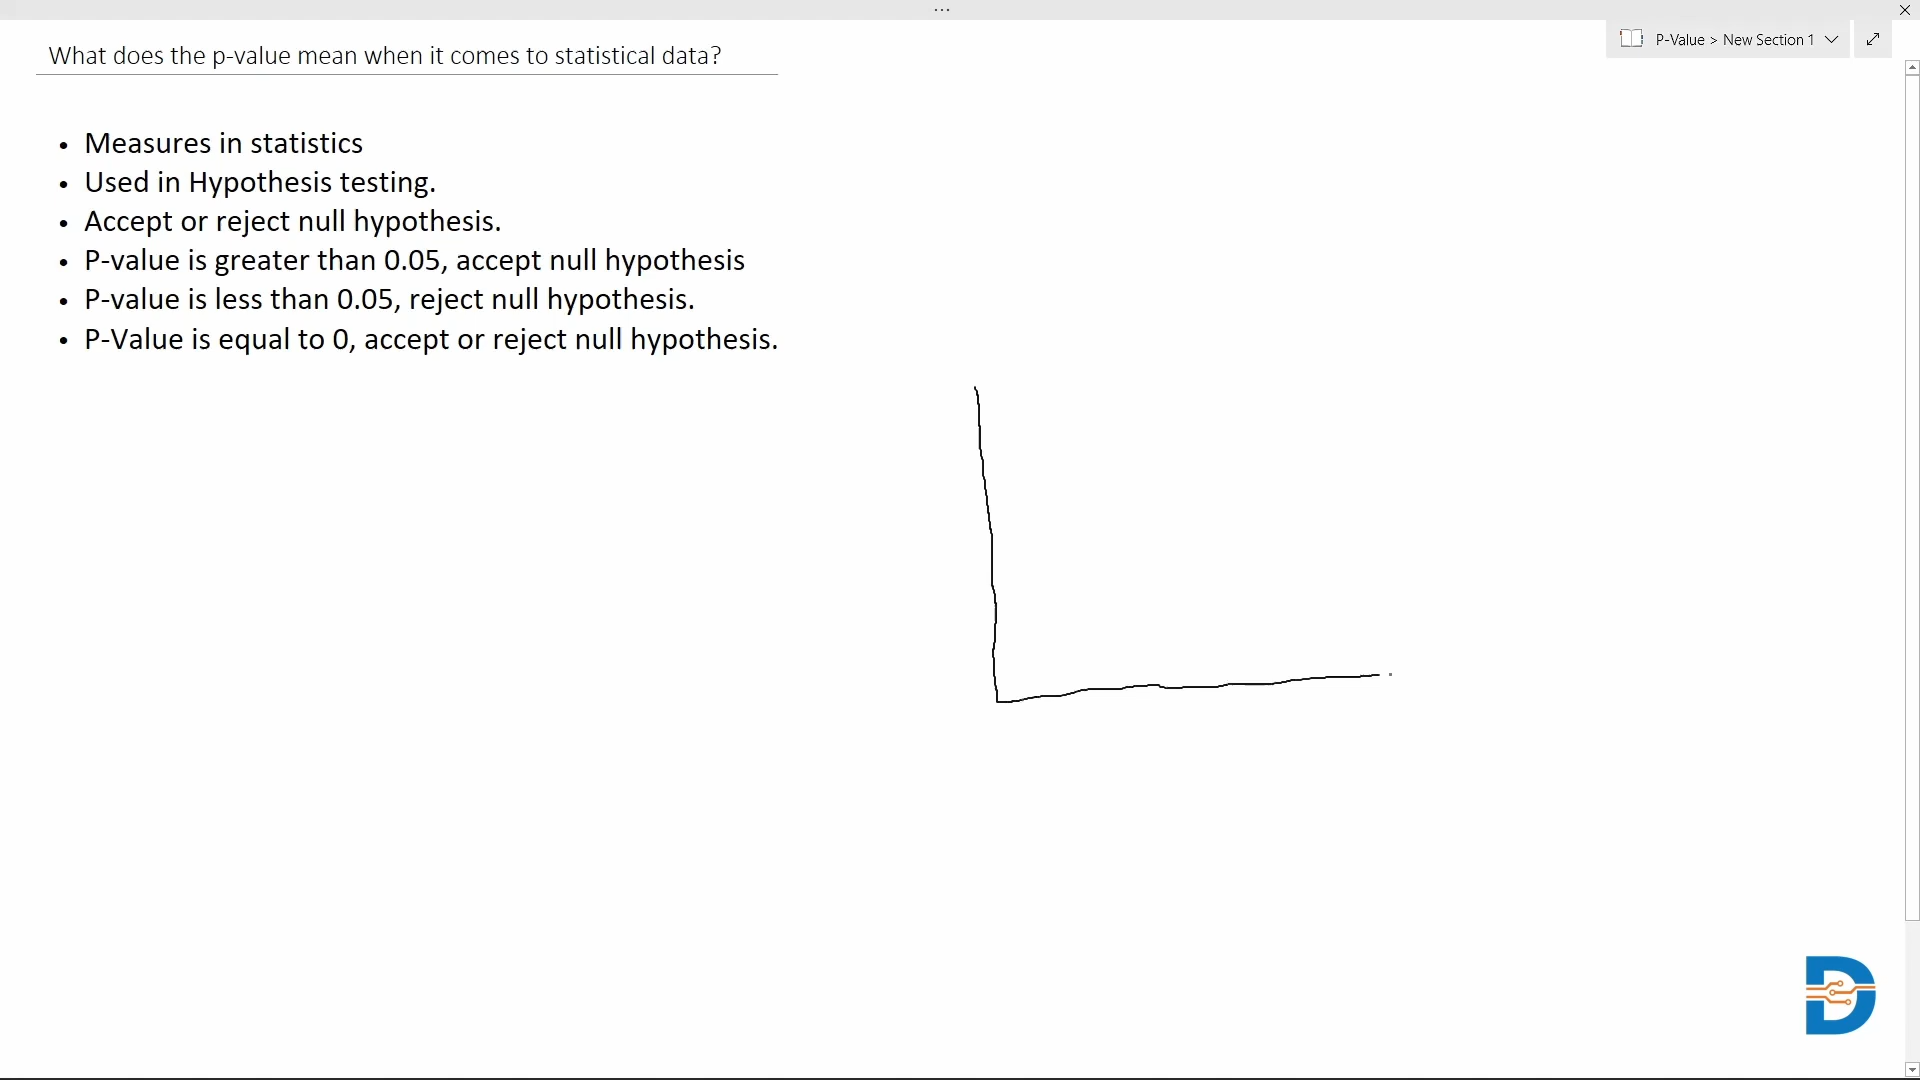 What does the p-value mean when it comes to statistical data?
P-Value > New Section 1
• Measures in statistics
• Used in Hypothesis testing.
• Accept or reject null hypothesis.
• P-value is greater than 0.05, accept null hypothesis
• P-value is less than 0.05, reject null hypothesis.
• P-Value is equal to 0, accept or reject null hypothesis.